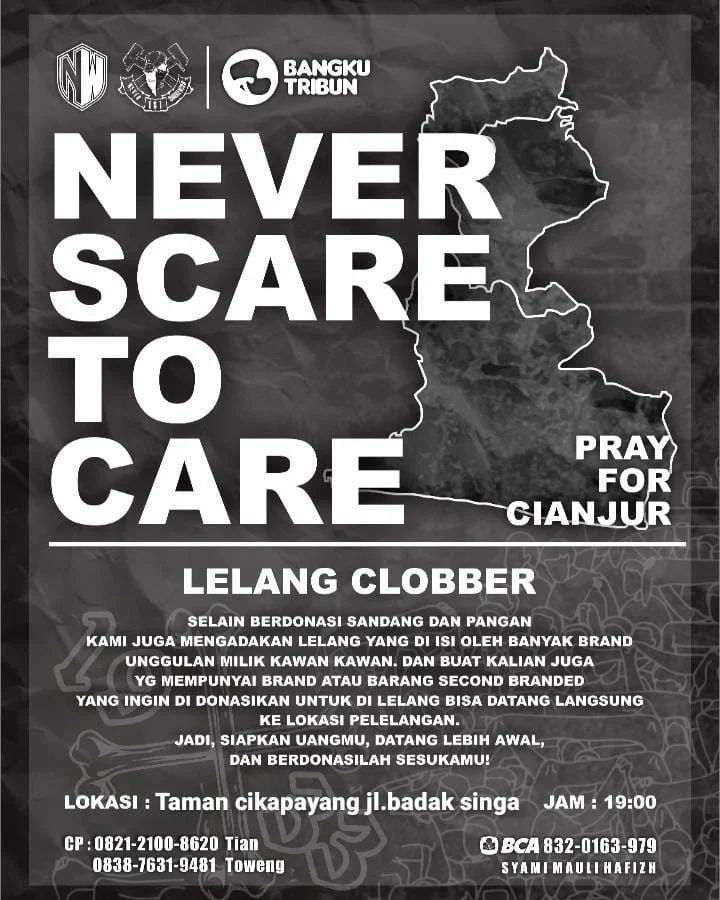 NW
BANGKU
TRIBUN
NEVER
SCARE
TO
CARE
PRAY
FOR
CIANJUR
LELANG CLOBBER
SELAIN BERDONASI SANDANG DAN PANGAN
KAMI JUGA MENGADAKAN LELANG YANG DI ISI OLEH BANYAK BRAND
UNGGULAN MILIK KAWAN KAWAN. DAN BUAT KALIAN JUGA
YG MEMPUNYAI BRAND ATAU BARANG SECOND BRANDED
YANG INGIN DI DONASIKAN UNTUK DI LELANG BISA DATANG LANGSUNG
KE LOKASI PELELANGAN.
JADI, SIAPKAN UANGMU, DATANG LEBIH AWAL,
DAN BERDONASILAH SESUKAMU!
LOKASI : Taman cikapayang jl.badak singa JAM : 19:00
CP : 0821-2100-8620 Tian
0838-7631-9481 Toweng
BCA 832-0163-979
SYAMI MAULI HAFIZH